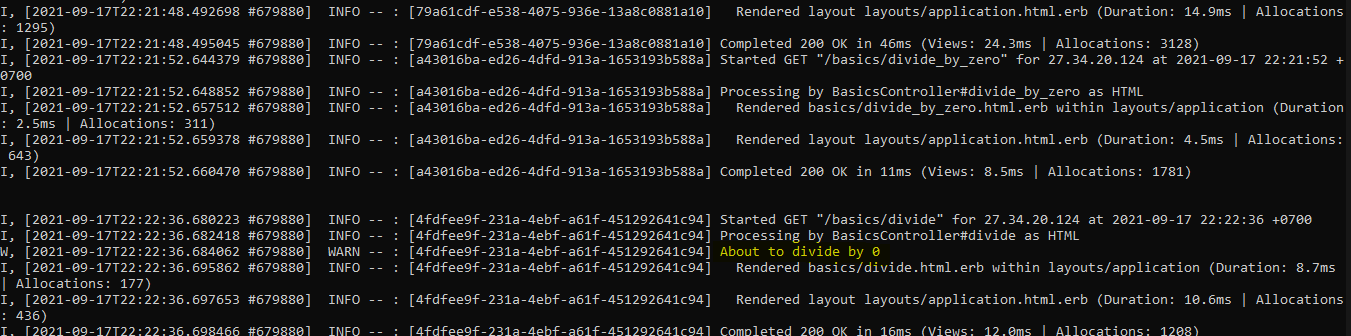 I, [2021-09-17T22:21:48.492698 #679880]  INFO -- : [79a61cdf-e538-4075-936e-13a8c0881a10]   Rendered layout layouts/application.html.erb (Duration: 14.9ms | Allocations
: 1295)
I, [2021-09-17T22:21:48.495045 #679880]  INFO -- : [79a61cdf-e538-4075-936e-13a8c0881a10] Completed 200 OK in 46ms (Views: 24.3ms | Allocations: 3128)
I, [2021-09-17T22:21:52.644379 #679880]  INFO -- : [a43016ba-ed26-4dfd-913a-1653193b588a] Started GET "/basics/divide_by_zero" for 27.34.20.124 at 2021-09-17 22:21:52 +
0700
I, [2021-09-17T22:21:52.648852 #679880]  INFO -- : [a43016ba-ed26-4dfd-913a-1653193b588a] Processing by BasicsController#divide_by_zero as HTML
I, [2021-09-17T22:21:52.657512 #679880]  INFO -- : [a43016ba-ed26-4dfd-913a-1653193b588a]   Rendered basics/divide_by_zero.html.erb within layouts/application (Duration
: 2.5ms | Allocations: 311)
I, [2021-09-17T22:21:52.659378 #679880]  INFO -- : [a43016ba-ed26-4dfd-913a-1653193b588a]   Rendered layout layouts/application.html.erb (Duration: 4.5ms | Allocations:
 643)
I, [2021-09-17T22:21:52.660470 #679880]  INFO -- : [a43016ba-ed26-4dfd-913a-1653193b588a] Completed 200 OK in 11ms (Views: 8.5ms | Allocations: 1781)
I, [2021-09-17T22:22:36.680223 #679880]  INFO -- : [4fdfee9f-231a-4ebf-a61f-451292641c94] Started GET "/basics/divide" for 27.34.20.124 at 2021-09-17 22:22:36 +0700
I, [2021-09-17T22:22:36.682418 #679880]  INFO -- : [4fdfee9f-231a-4ebf-a61f-451292641c94] Processing by BasicsController#divide as HTML
W, [2021-09-17T22:22:36.684062 #679880]  WARN -- : [4fdfee9f-231a-4ebf-a61f-451292641c94] About to divide by 0
I, [2021-09-17T22:22:36.695862 #679880]  INFO -- : [4fdfee9f-231a-4ebf-a61f-451292641c94]   Rendered basics/divide.html.erb within layouts/application (Duration: 8.7ms
| Allocations: 177)
I, [2021-09-17T22:22:36.697653 #679880]  INFO -- : [4fdfee9f-231a-4ebf-a61f-451292641c94]   Rendered layout layouts/application.html.erb (Duration: 10.6ms | Allocations
: 436)
I, [2021-09-17T22:22:36.698466 #679880]  INFO -- : [4fdfee9f-231a-4ebf-a61f-451292641c94] Completed 200 OK in 16ms (Views: 12.0ms | Allocations: 1208)